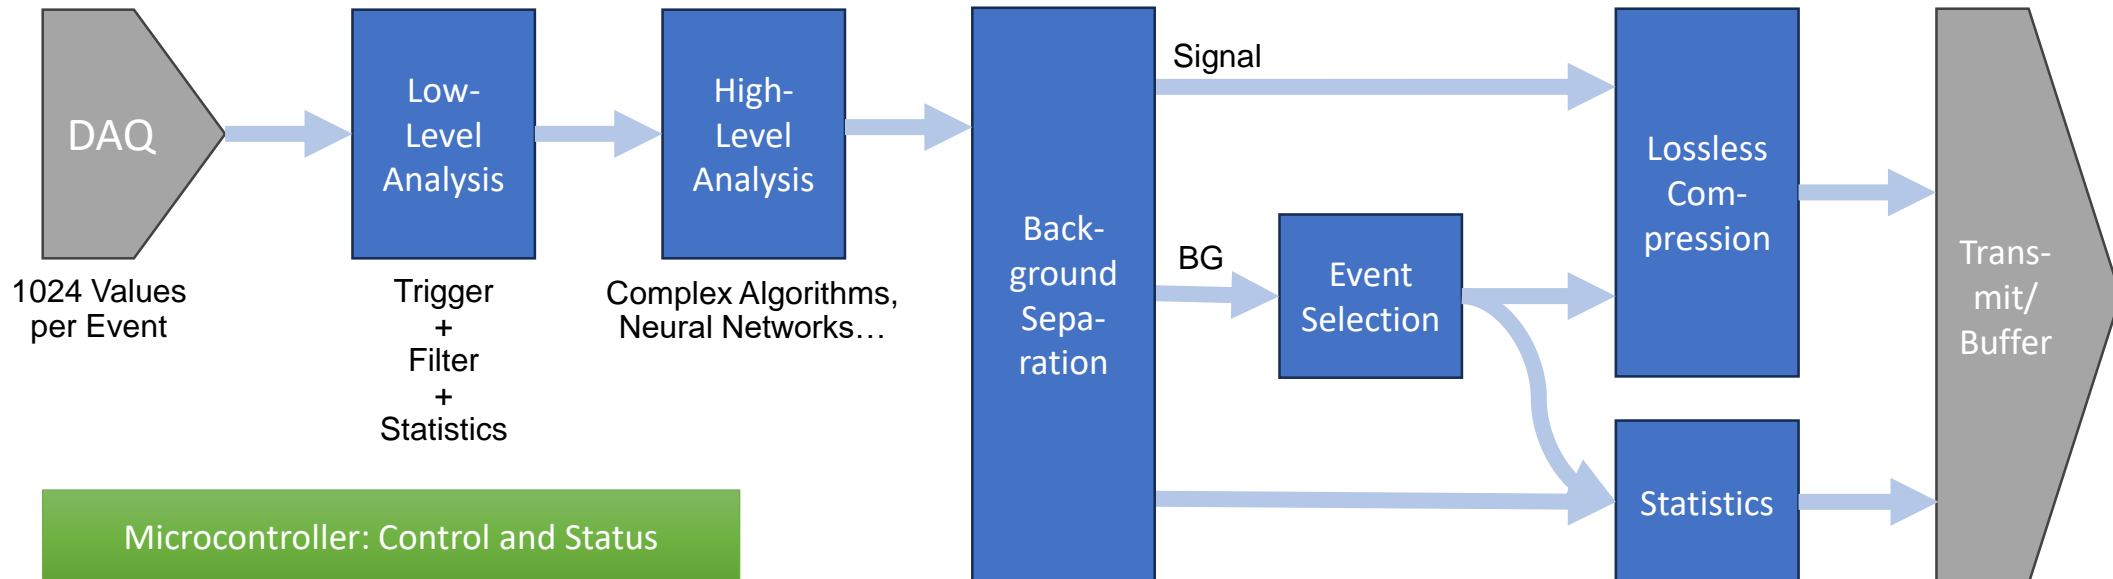 DAQ
1024 Values
per Event
Low-
Level
Analysis
Trigger
+
Filter
+
Statistics
High-
Level
Analysis
Complex Algorithms,
Neural Networks...
Back-
ground
Sepa-
ration
Signal
BG
Event
Selection
Lossless
Com-
pression
Statistics
Trans-
mit/
Buffer
Microcontroller: Control and Status